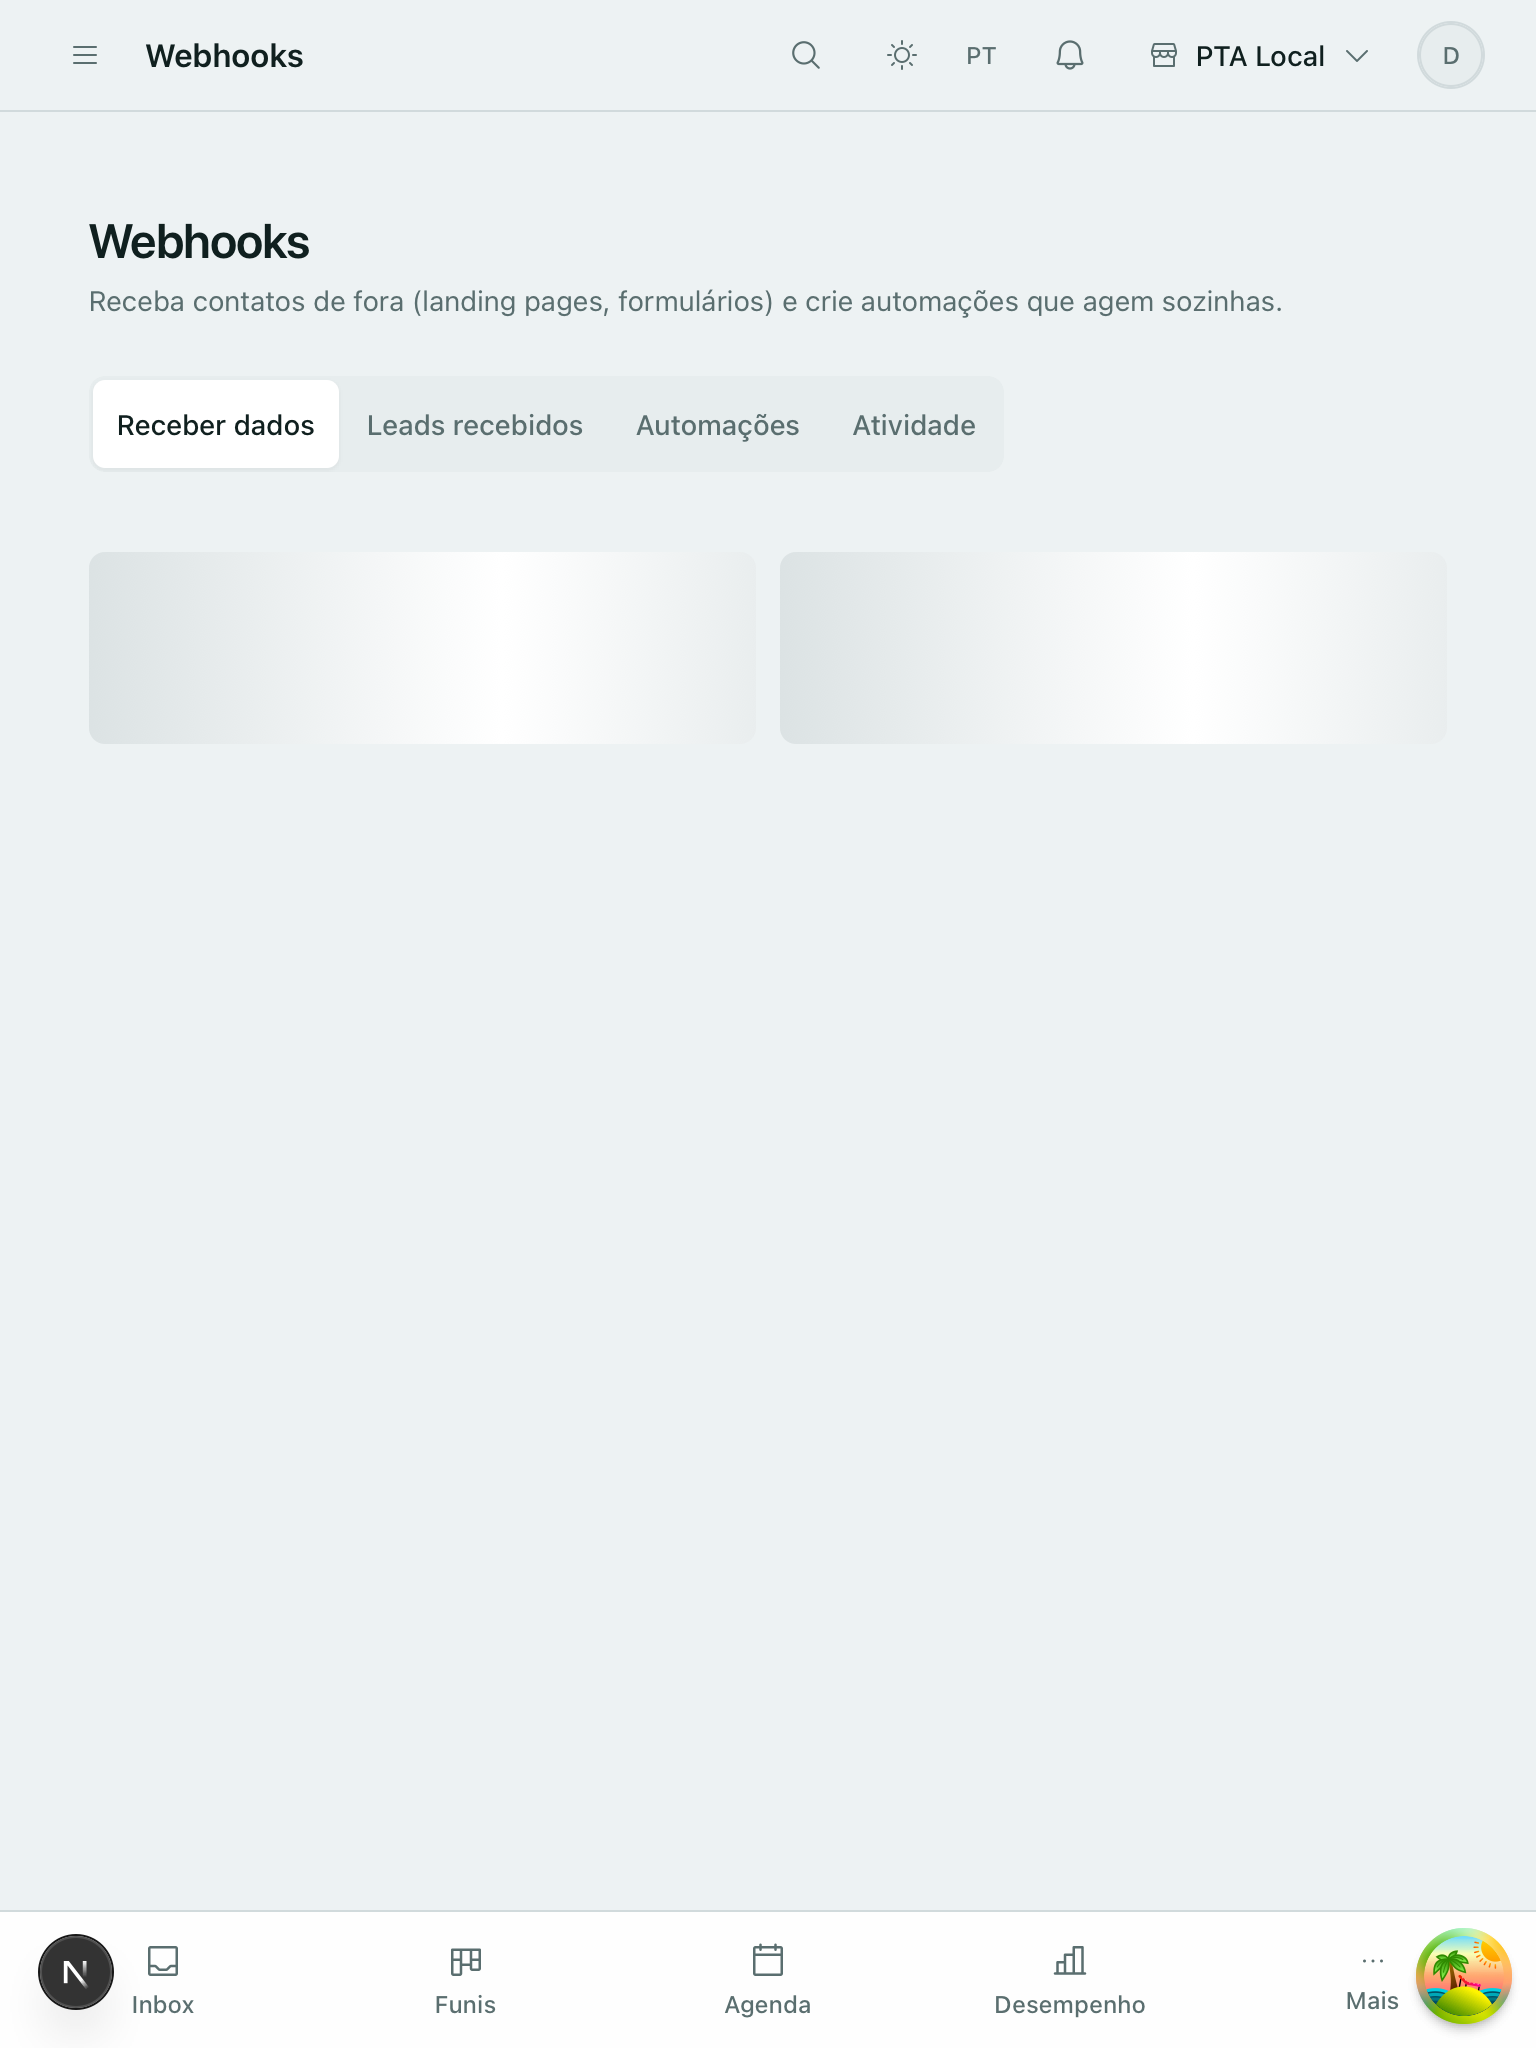 Webhooks
PT
PTA Local
D
Webhooks
Receba contatos de fora (landing pages, formulários) e crie automações que agem sozinhas.
Receber dados
Leads recebidos
Automações
Atividade
N
Inbox
Funis
Agenda
Desempenho
Mais